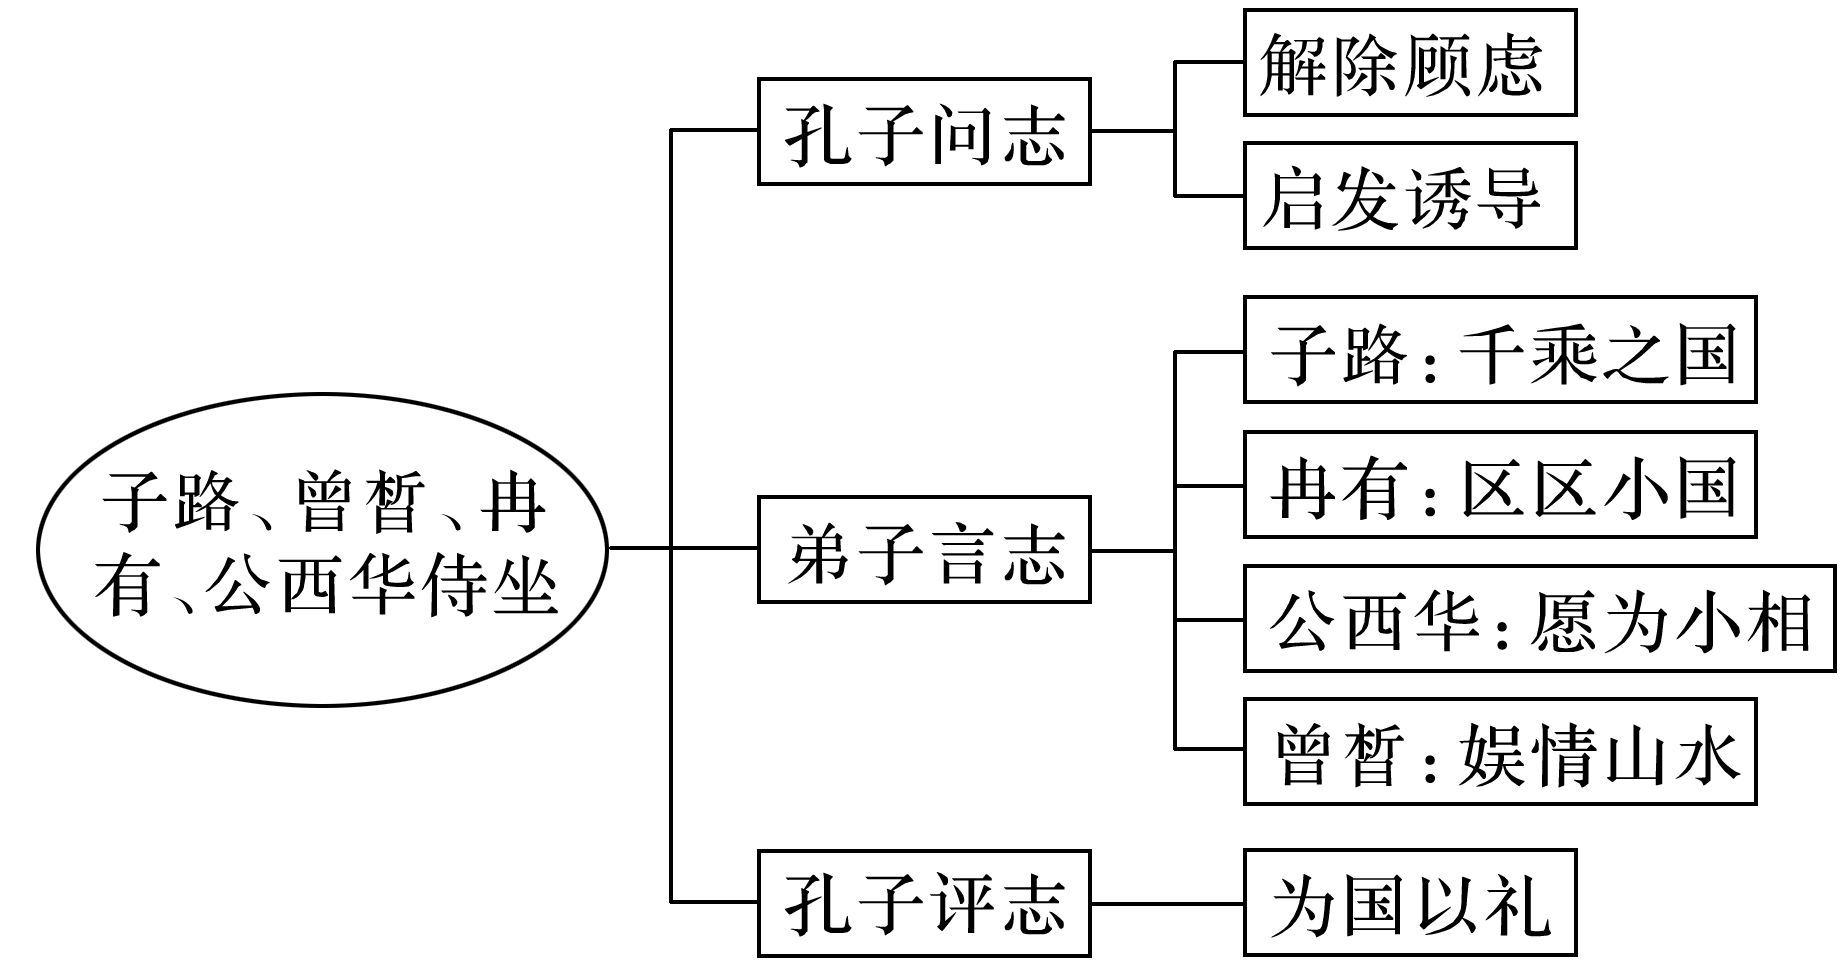 子路、曾皙、冉
有、公西华侍坐
孔子问志
解除顾虑
启发诱导
弟子言志
子路:千乘之国
冉有:区区小国
公西华:愿为小相
曾皙:娱情山水
孔子评志
为国以礼